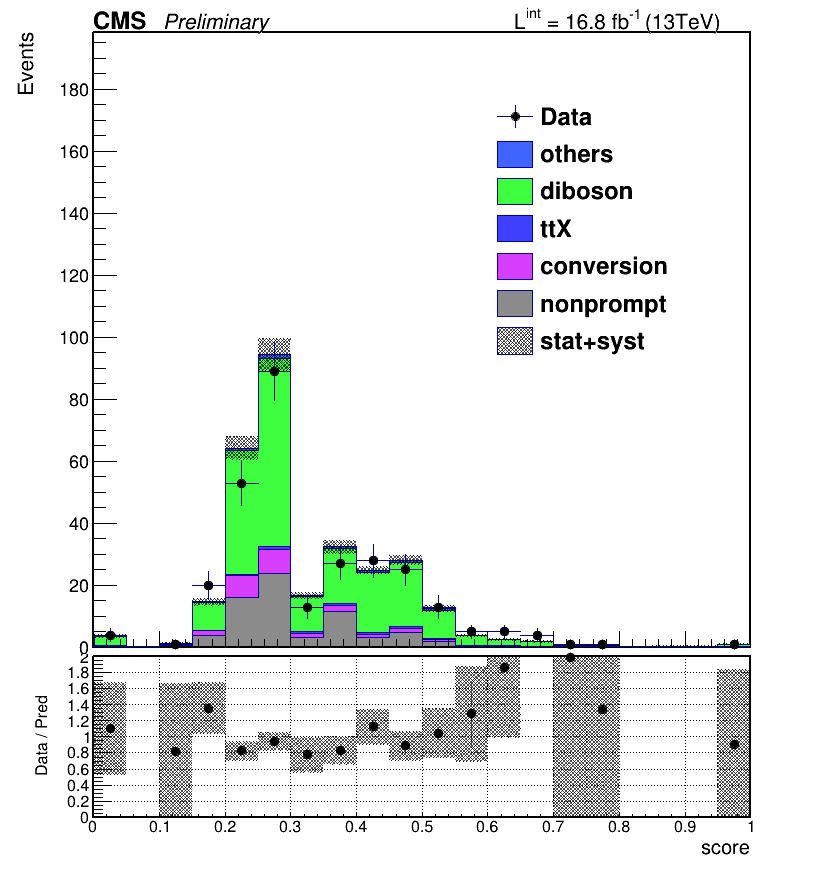 CMS Preliminary L^int = 16.8 fb^-1 (13TeV)
Events
180
160
140
120
100
80
60
40
20
0
Data
others
diboson
ttX
conversion
nonprompt
stat+syst
Data / Pred
2
1.8
1.6
1.4
1.2
1
0.8
0.6
0.4
0.2
0
0 0.1 0.2 0.3 0.4 0.5 0.6 0.7 0.8 0.9 1
score